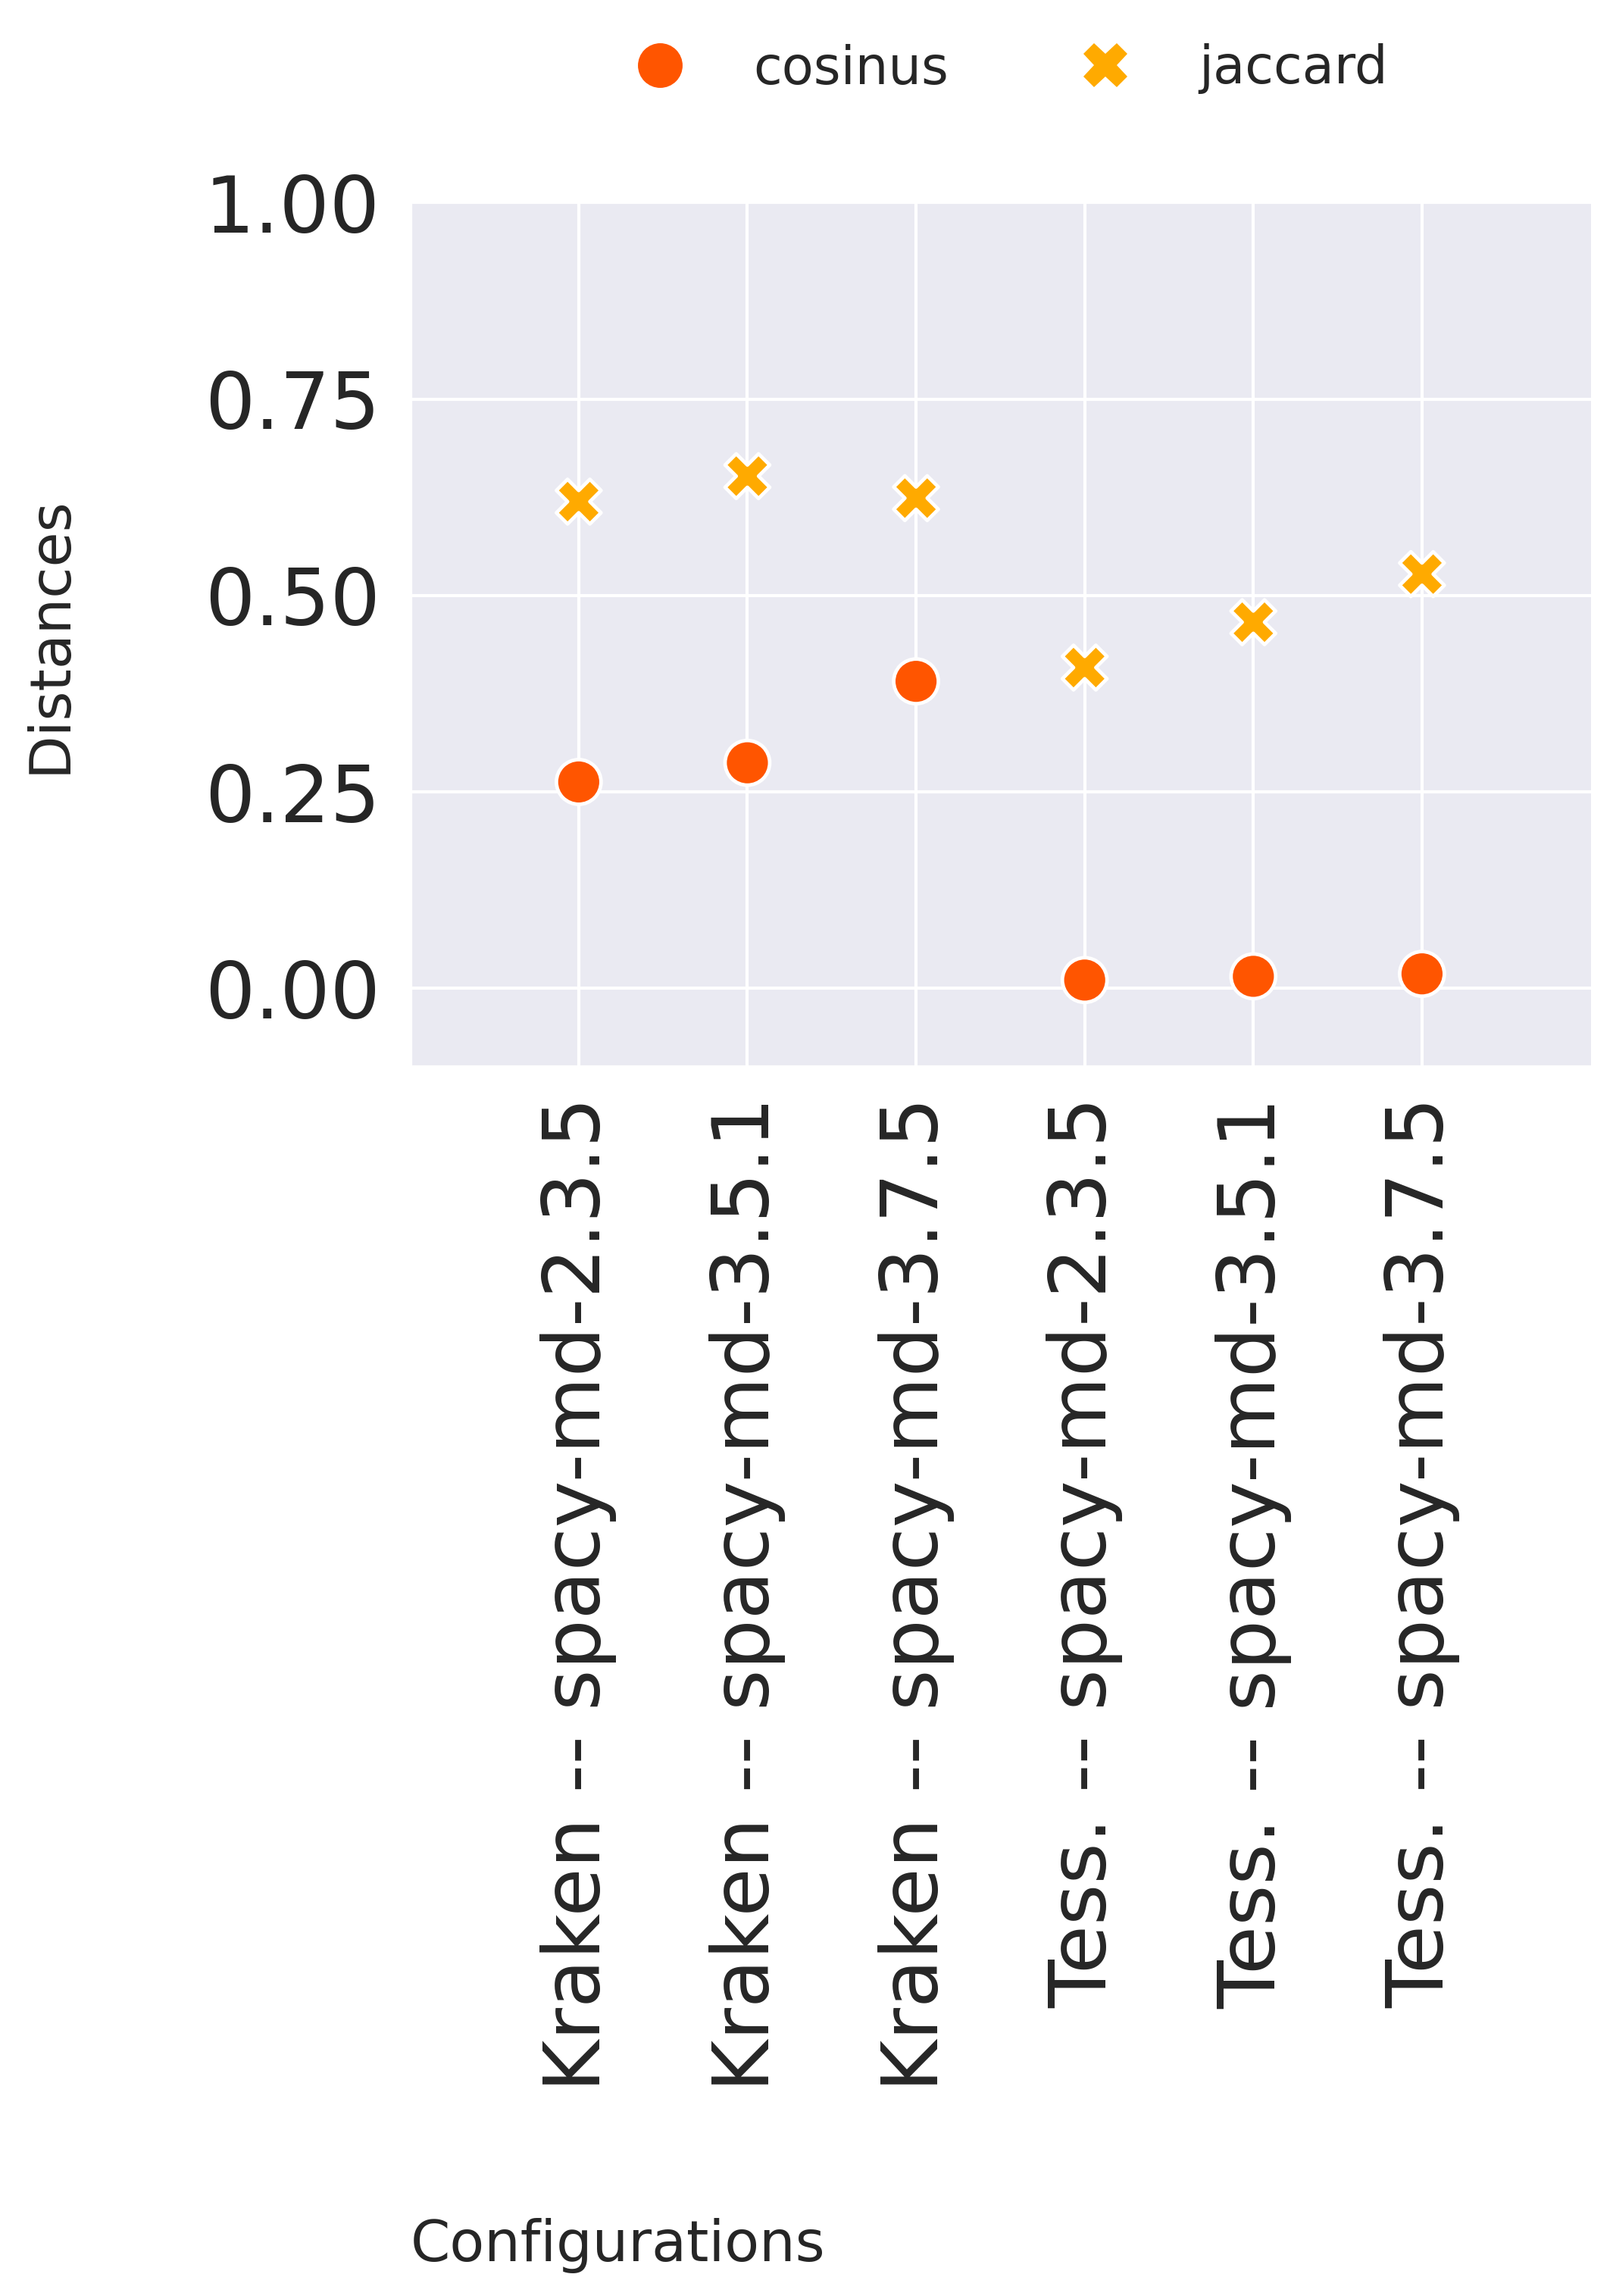 cosinus
jaccard
1.00
0.75
0.50
0.25
0.00
Distances
Kraken -- spacy-md-2.3.5
Kraken -- spacy-md-3.5.1
Kraken -- spacy-md-3.7.5
Tess. -- spacy-md-2.3.5
Tess. -- spacy-md-3.5.1
Tess. -- spacy-md-3.7.5
Configurations